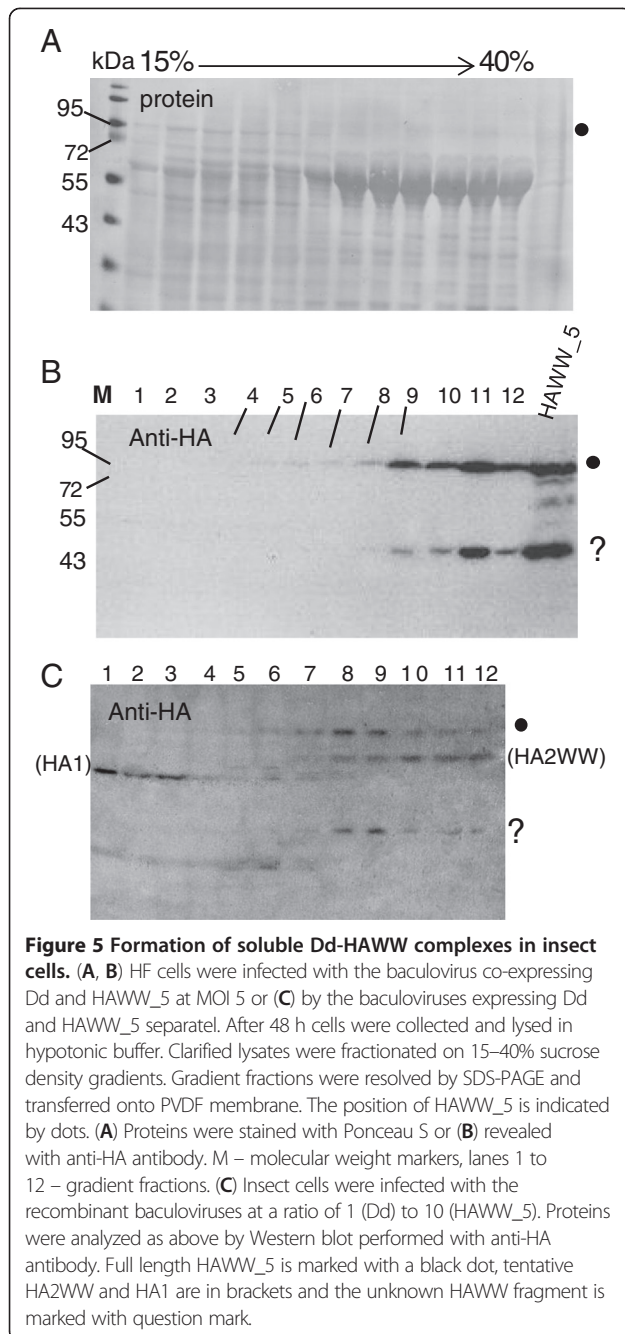 A
kDa 15% 40%
protein
95
72
55
43
B
M 1 2 3 4 5 6 7 8 9 10 11 12 HAWW_5
Anti-HA
95
72
55
43
?
C
1 2 3 4 5 6 7 8 9 10 11 12
Anti-HA
(HA1)
(HA2WW)
?
Figure 5 Formation of soluble Dd-HAWW complexes in insect
cells. (A, B) HF cells were infected with the baculovirus co-expressing
Dd and HAWW_5 at MOI 5 or (C) by the baculoviruses expressing Dd
and HAWW_5 separatel. After 48 h cells were collected and lysed in
hypotonic buffer. Clarified lysates were fractionated on 15–40% sucrose
density gradients. Gradient fractions were resolved by SDS-PAGE and
transferred onto PVDF membrane. The position of HAWW_5 is indicated
by dots. (A) Proteins were stained with Ponceau S or (B) revealed
with anti-HA antibody. M – molecular weight markers, lanes 1 to
12 – gradient fractions. (C) Insect cells were infected with the
recombinant baculoviruses at a ratio of 1 (Dd) to 10 (HAWW_5). Proteins
were analyzed as above by Western blot performed with anti-HA
antibody. Full length HAWW_5 is marked with a black dot, tentative
HA2WW and HA1 are in brackets and the unknown HAWW fragment is
marked with question mark.